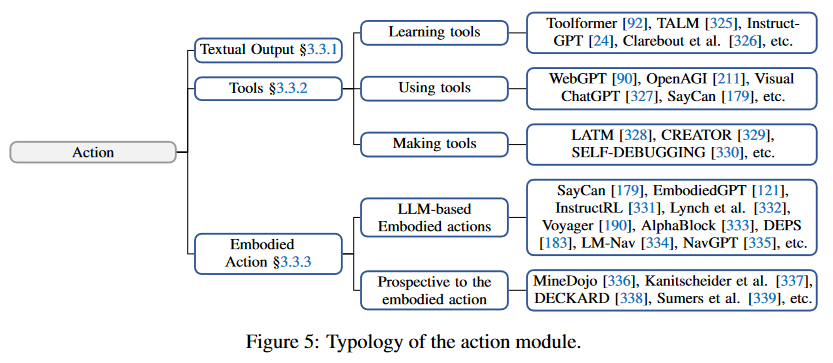 Action
Textual Output §3.3.1
Tools §3.3.2
Learning tools
Toolformer [92], TALM [325], Instruct-
GPT [24], Clarebout et al. [326], etc.
Using tools
WebGPT [90], OpenAGI [211], Visual
ChatGPT [327], SayCan [179], etc.
Making tools
LATM [328], CREATOR [329],
SELF-DEBUGGING [330], etc.
Embodied
Action §3.3.3
LLM-based
Embodied actions
SayCan [179], EmbodiedGPT [121],
InstructRL [331], Lynch et al. [332],
Voyager [190], AlphaBlock [333], DEPS
[183], LM-Nav [334], NavGPT [335], etc.
Prospective to the
embodied action
MineDojo [336], Kanitscheider et al. [337],
DECKARD [338], Sumers et al. [339], etc.
Figure 5: Typology of the action module.